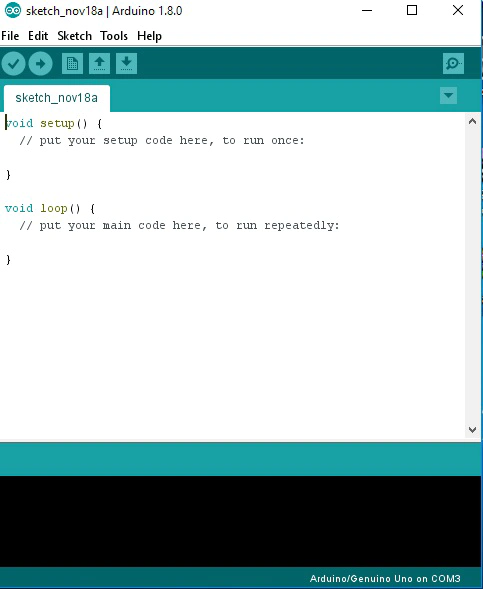 sketch_nov18a | Arduino 1.8.0
File Edit Sketch Tools Help
sketch_nov18a
void setup() {
  // put your setup code here, to run once:
}
void loop() {
  // put your main code here, to run repeatedly:
}
Arduino/Genuino Uno on COM3